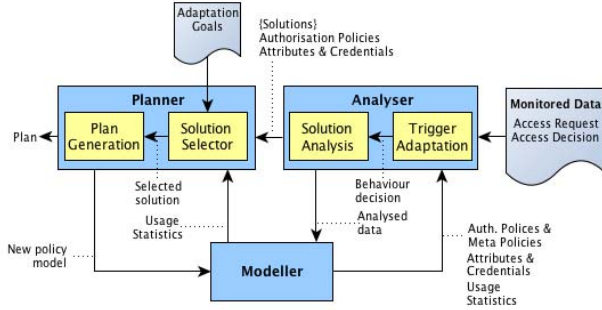 Adaptation
Goals
{Solutions}
Authorisation Policies
Attributes & Credentials
Planner
Analyser
Monitored Data
Access Request
Access Decision
Plan
Plan
Generation
Solution
Selector
Solution
Analysis
Trigger
Adaptation
Selected
solution
Behaviour
decision
Usage
Statistics
Analysed
data
New policy
model
Modeller
Auth. Polices &
Meta Policies
Attributes &
Credentials
Usage
Statistics